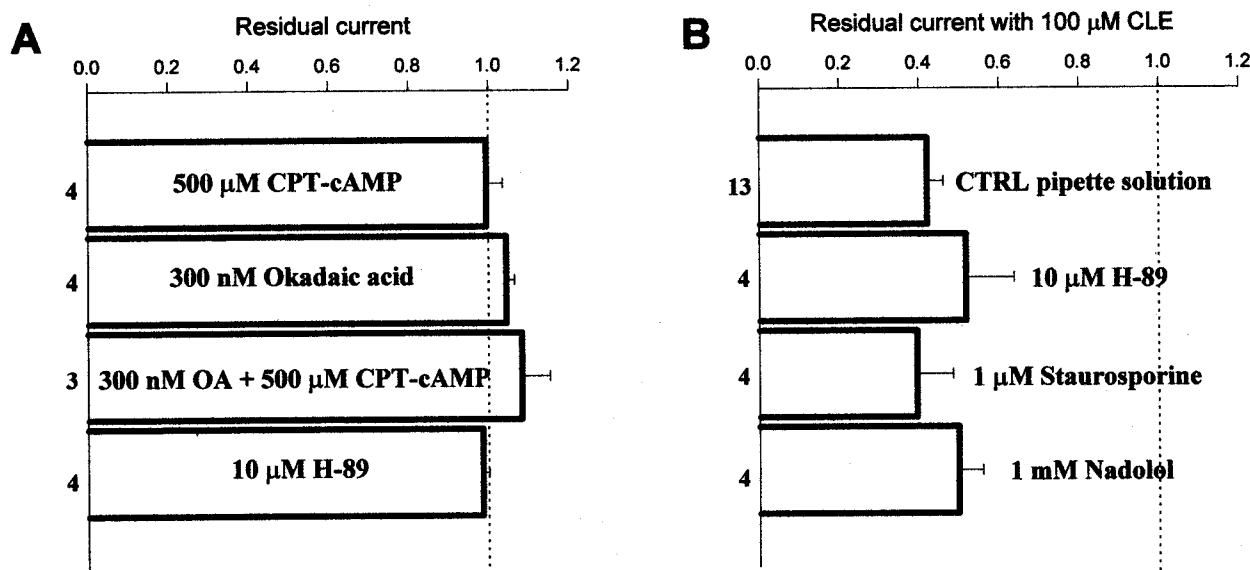 A
Residual current
0.0 0.2 0.4 0.6 0.8 1.0 1.2
4 500 μM CPT-cAMP
4 300 nM Okadaic acid
3 300 nM OA + 500 μM CPT-cAMP
4 10 μM H-89
B
Residual current with 100 μM CLE
0.0 0.2 0.4 0.6 0.8 1.0 1.2
13 CTRL pipette solution
4 10 μM H-89
4 1 μM Staurosporine
4 1 mM Nadolol